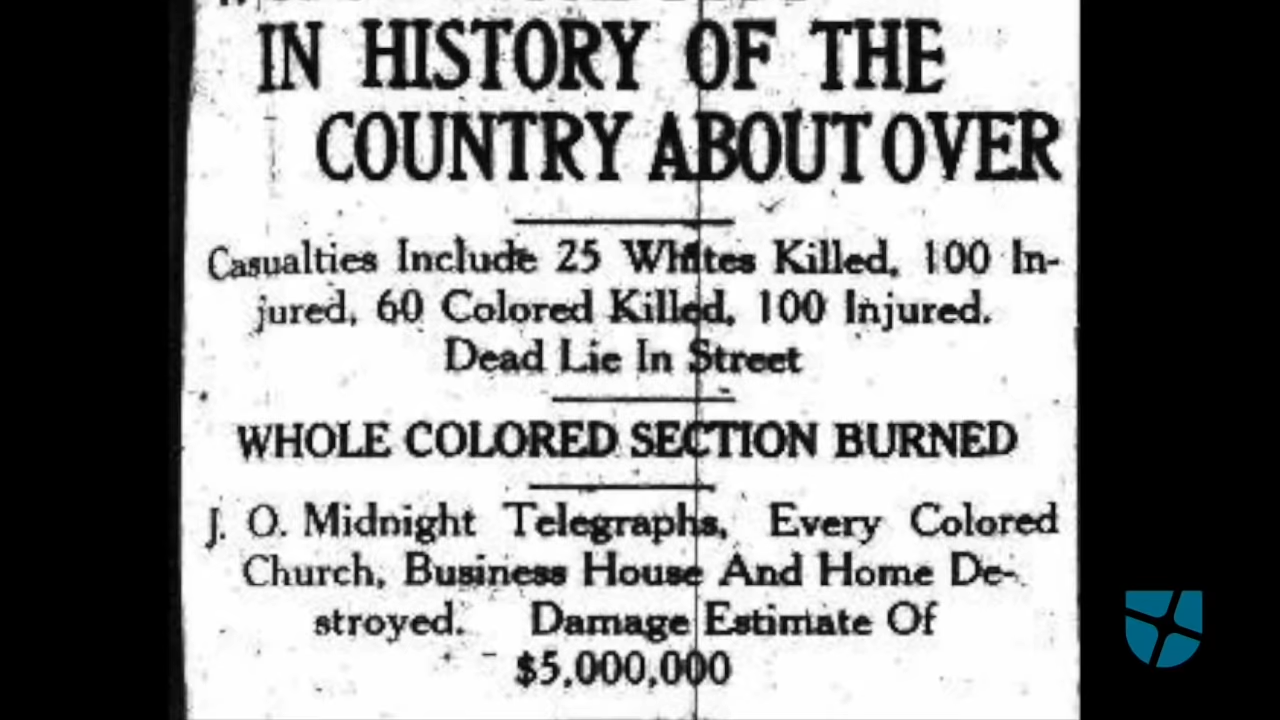 IN HISTORY OF THE
COUNTRY ABOUT OVER
Casualties Include 25 Whites Killed, 100 In-
jured, 60 Colored Killed, 100 Injured.
Dead Lie In Street
WHOLE COLORED SECTION BURNED
J. O. Midnight Telegraphs, Every Colored
Church, Business House And Home De-
stroyed. Damage Estimate Of
$5,000,000